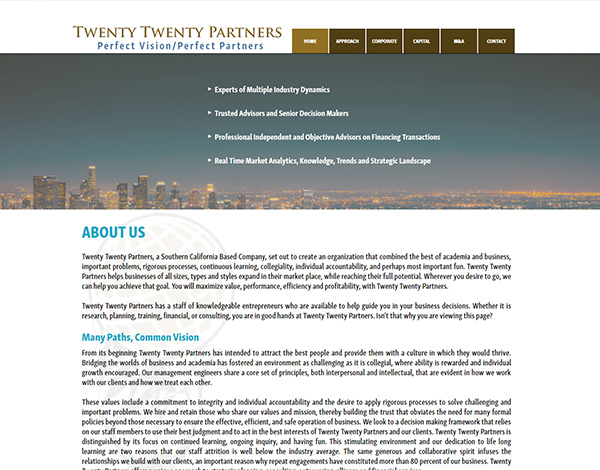 TWENTY TWENTY PARTNERS
Perfect Vision/Perfect Partners
HOME
APPROACH
CORPORATE
CAPITAL
M&A
CONTACT
Experts of Multiple Industry Dynamics
Trusted Advisors and Senior Decision Makers
Professional Independent and Objective Advisors on Financing Transactions
Real Time Market Analytics, Knowledge, Trends and Strategic Landscape
ABOUT US
Twenty Twenty Partners, a Southern California Based Company, set out to create an organization that combined the best of academia and business,
important problems, rigorous processes, continuous learning, collegiality, individual accountability, and perhaps most important fun. Twenty Twenty
Partners helps businesses of all sizes, types and styles expand in their market place, while reaching their full potential. Wherever you desire to go, we
can help you achieve that goal. You will maximize value, performance, efficiency and profitability, with Twenty Twenty Partners.
Twenty Twenty Partners has a staff of knowledgeable entrepreneurs who are available to help guide you in your business decisions. Whether it is
research, planning, training, financial, or consulting, you are in good hands at Twenty Twenty Partners. Isn't that why you are viewing this page?
Many Paths, Common Vision
From its beginning Twenty Twenty Partners has intended to attract the best people and provide them with a culture in which they would thrive.
Bridging the worlds of business and academia has fostered an environment as challenging as it is collegial, where ability is rewarded and individual
growth encouraged. Our management engineers share a core set of principles, both interpersonal and intellectual, that are evident in how we work
with our clients and how we treat each other.
These values include a commitment to integrity and individual accountability and the desire to apply rigorous processes to solve challenging and
important problems. We hire and retain those who share our values and mission, thereby building the trust that obviates the need for many formal
policies beyond those necessary to ensure the effective, efficient, and safe operation of business. We look to a decision making framework that relies
on our staff members to use their best judgment and to act in the best interests of Twenty Twenty Partners and our clients. Twenty Twenty Partners is
distinguished by its focus on continued learning, ongoing inquiry, and having fun. This stimulating environment and our dedication to life long
learning are two reasons that our staff attrition is well below the industry average. The same generous and collaborative spirit infuses the
relationships we build with our clients, an important reason why repeat engagements have constituted more than 80 percent of our business. Twenty